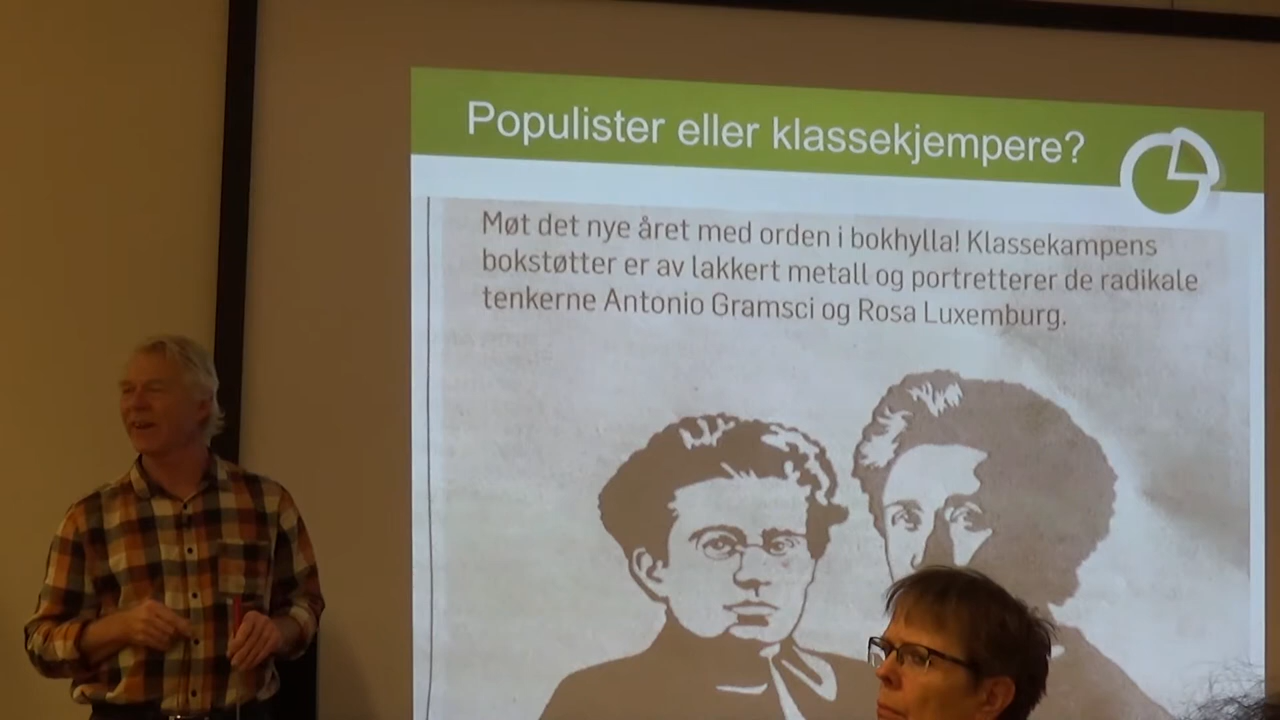 Populister eller klassekjempere?
Møt det nye året med orden i bokhylla! Klassekampens
bokstøtter er av lakkert metall og portretterer de radikale
tenkerne Antonio Gramsci og Rosa Luxemburg.